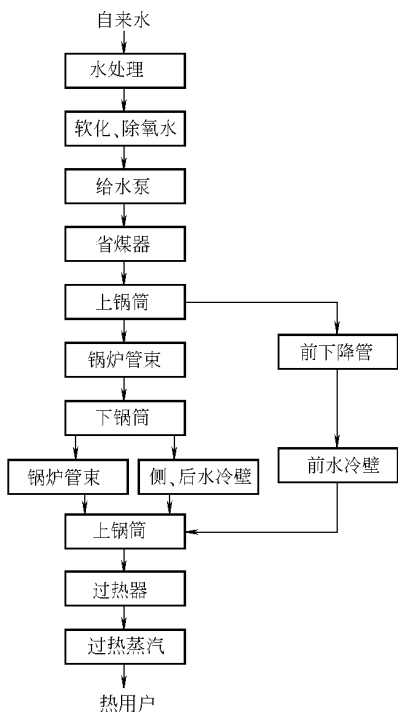 自来水
水处理
软化、除氧水
给水泵
省煤器
上锅筒
锅炉管束
前下降管
下锅筒
锅炉管束
侧、后水冷壁
前水冷壁
上锅筒
过热器
过热蒸汽
热用户